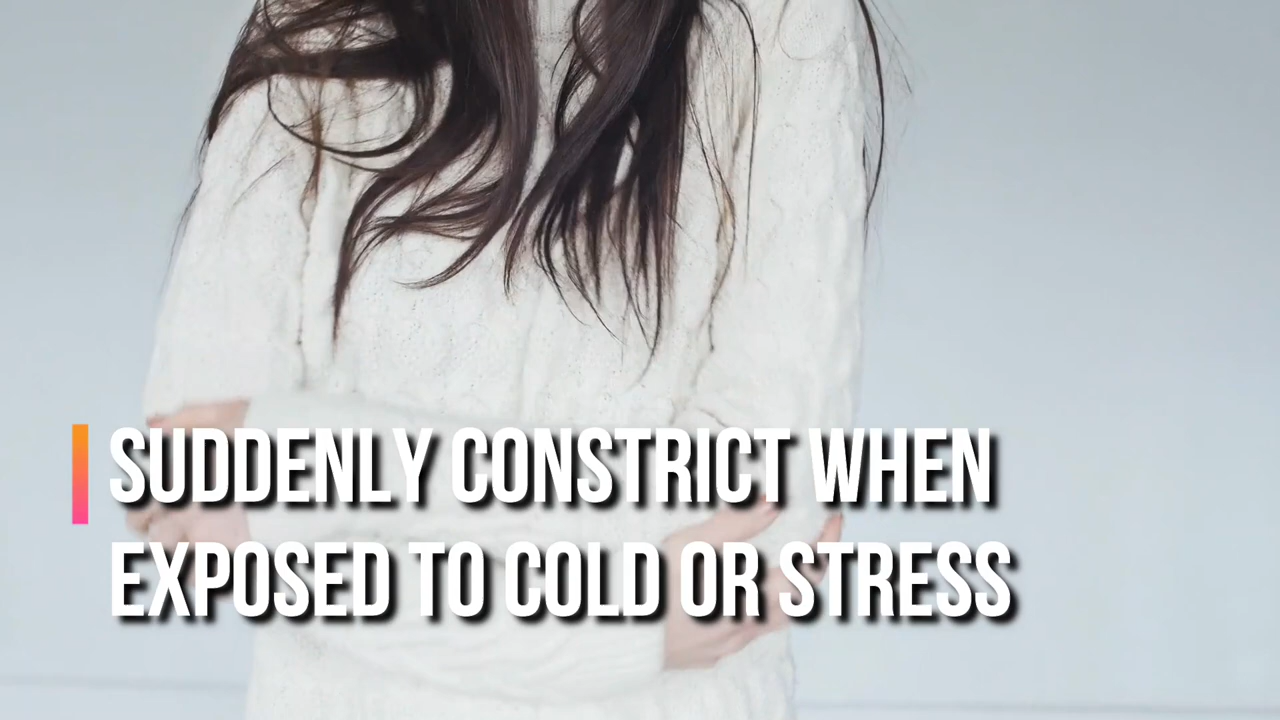 SUDDENLY CONSTRICT WHEN
EXPOSED TO COLD OR STRESS